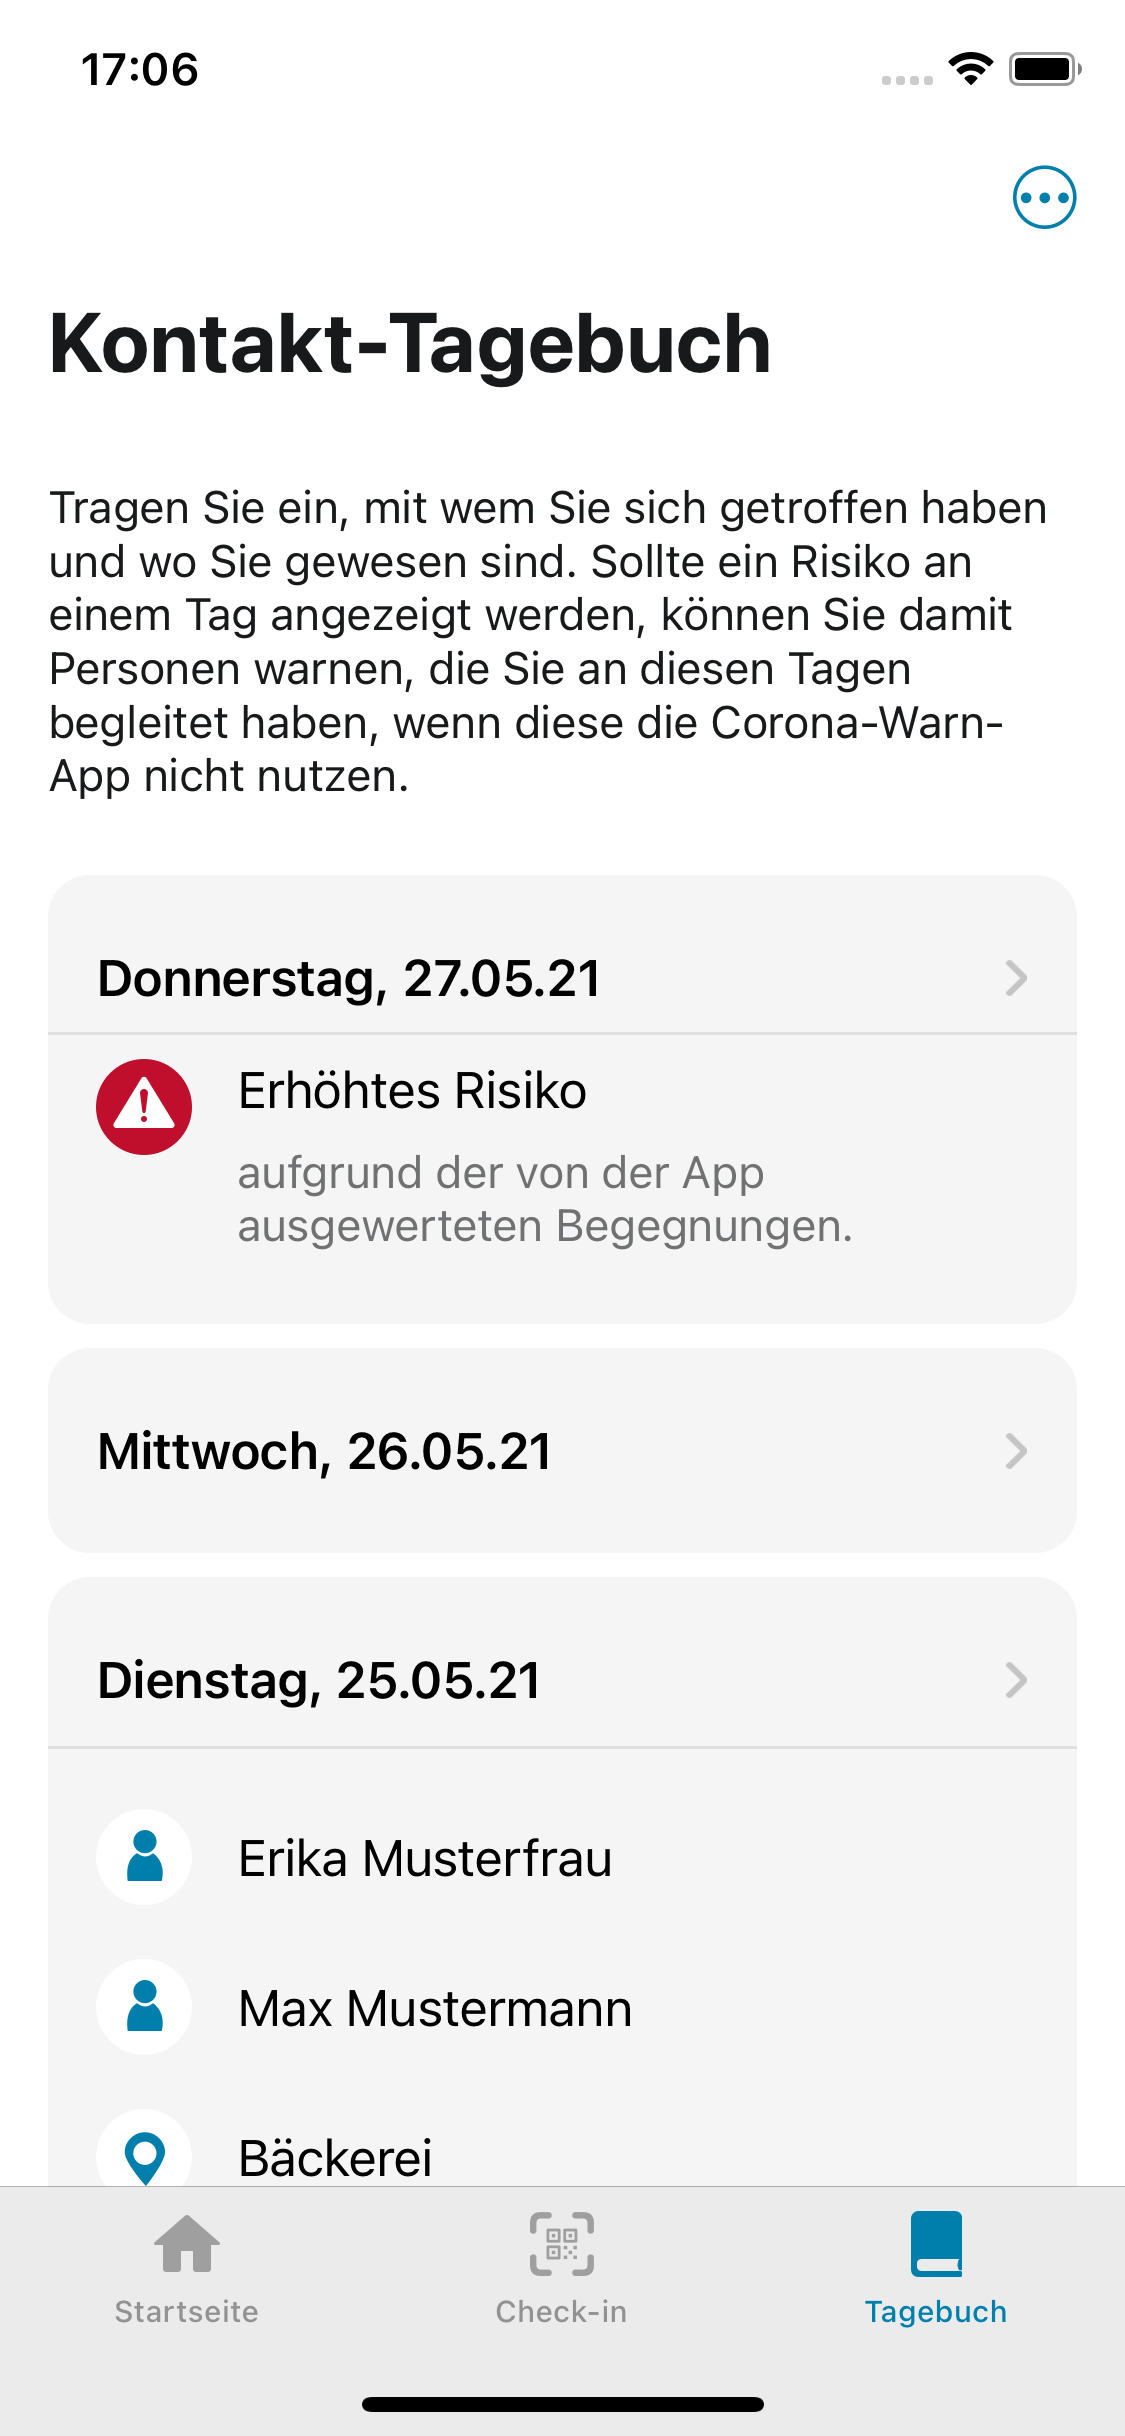 17:06
Kontakt-Tagebuch
Tragen Sie ein, mit wem Sie sich getroffen haben
und wo Sie gewesen sind. Sollte ein Risiko an
einem Tag angezeigt werden, können Sie damit
Personen warnen, die Sie an diesen Tagen
begleitet haben, wenn diese die Corona-Warn-
App nicht nutzen.
Donnerstag, 27.05.21
Erhöhtes Risiko
aufgrund der von der App
ausgewerteten Begegnungen.
Mittwoch, 26.05.21
Dienstag, 25.05.21
Erika Musterfrau
Max Mustermann
Bäckerei
Startseite
Check-in
Tagebuch